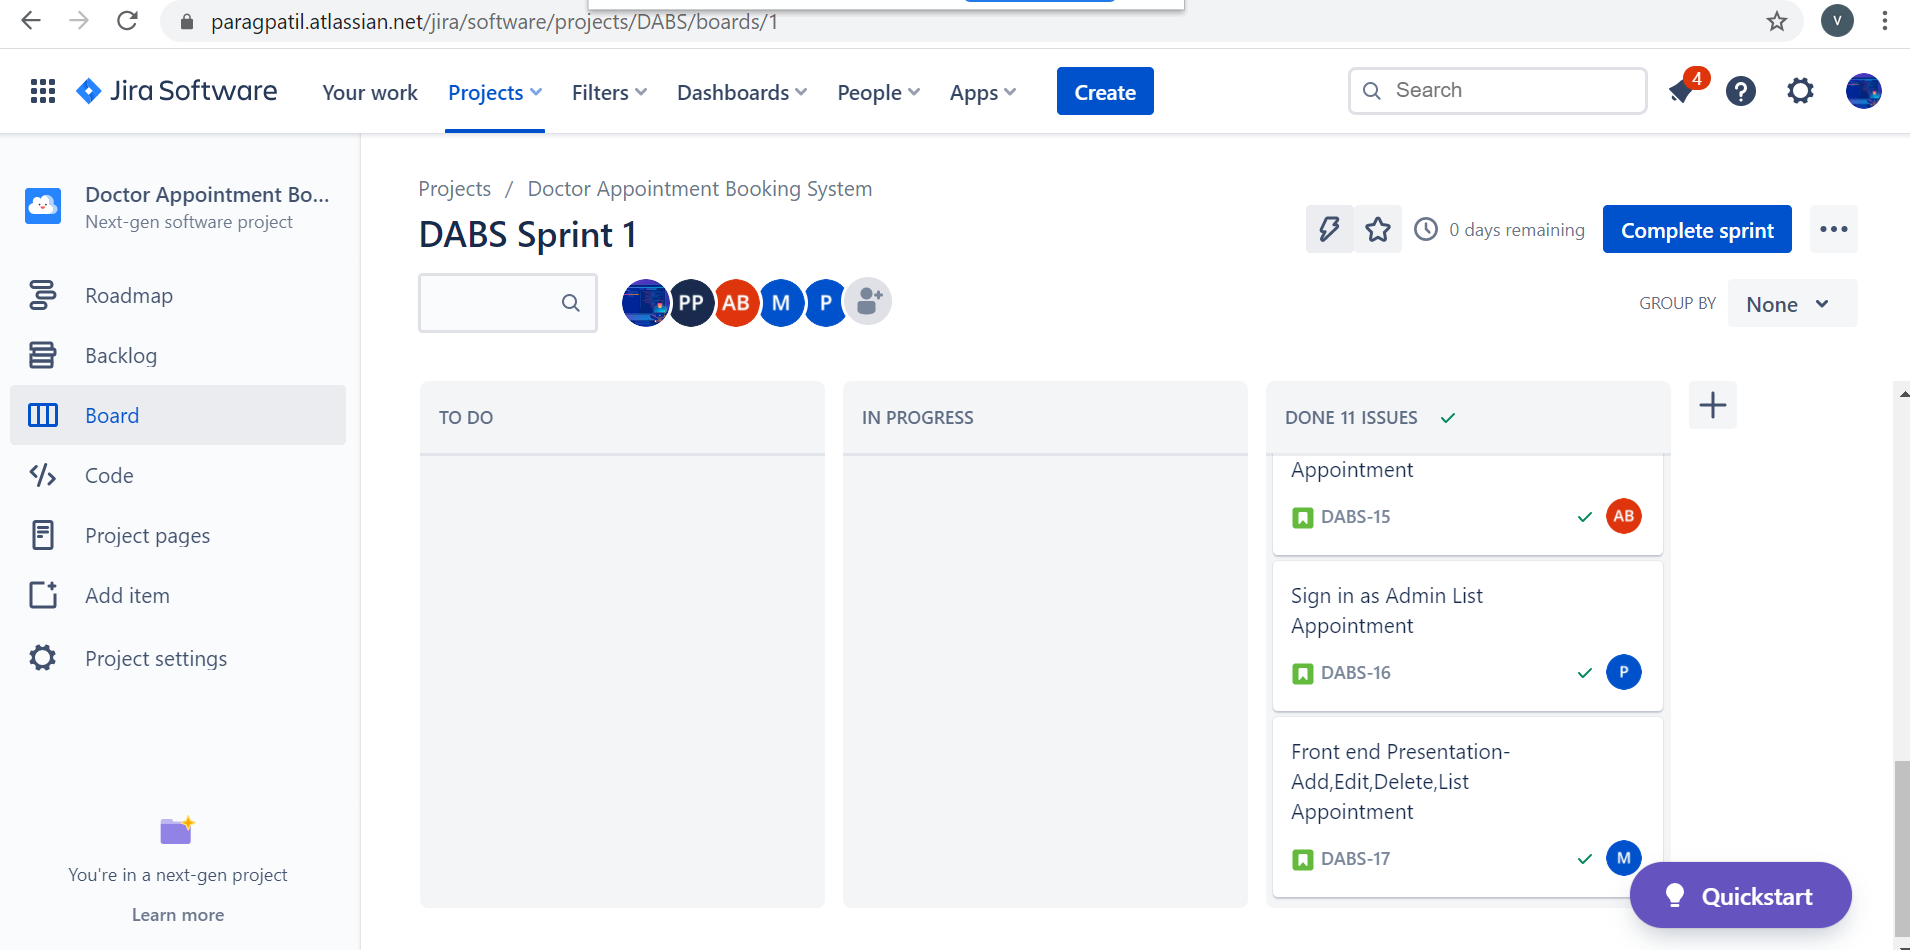 paragpatil.atlassian.net/jira/software/projects/DABS/boards/1
V
Jira Software
Your work
Projects
Filters
Dashboards
People
Apps
Create
Search
4
Doctor Appointment Bo...
Next-gen software project
Roadmap
Backlog
Board
Code
Project pages
Add item
Project settings
You're in a next-gen project
Learn more
Projects / Doctor Appointment Booking System
DABS Sprint 1
0 days remaining
Complete sprint
PP
AB
M
P
GROUP BY
None
TO DO
IN PROGRESS
DONE 11 ISSUES
Appointment
DABS-15
AB
Sign in as Admin List
Appointment
DABS-16
P
Front end Presentation-
Add,Edit,Delete,List
Appointment
DABS-17
M
Quickstart